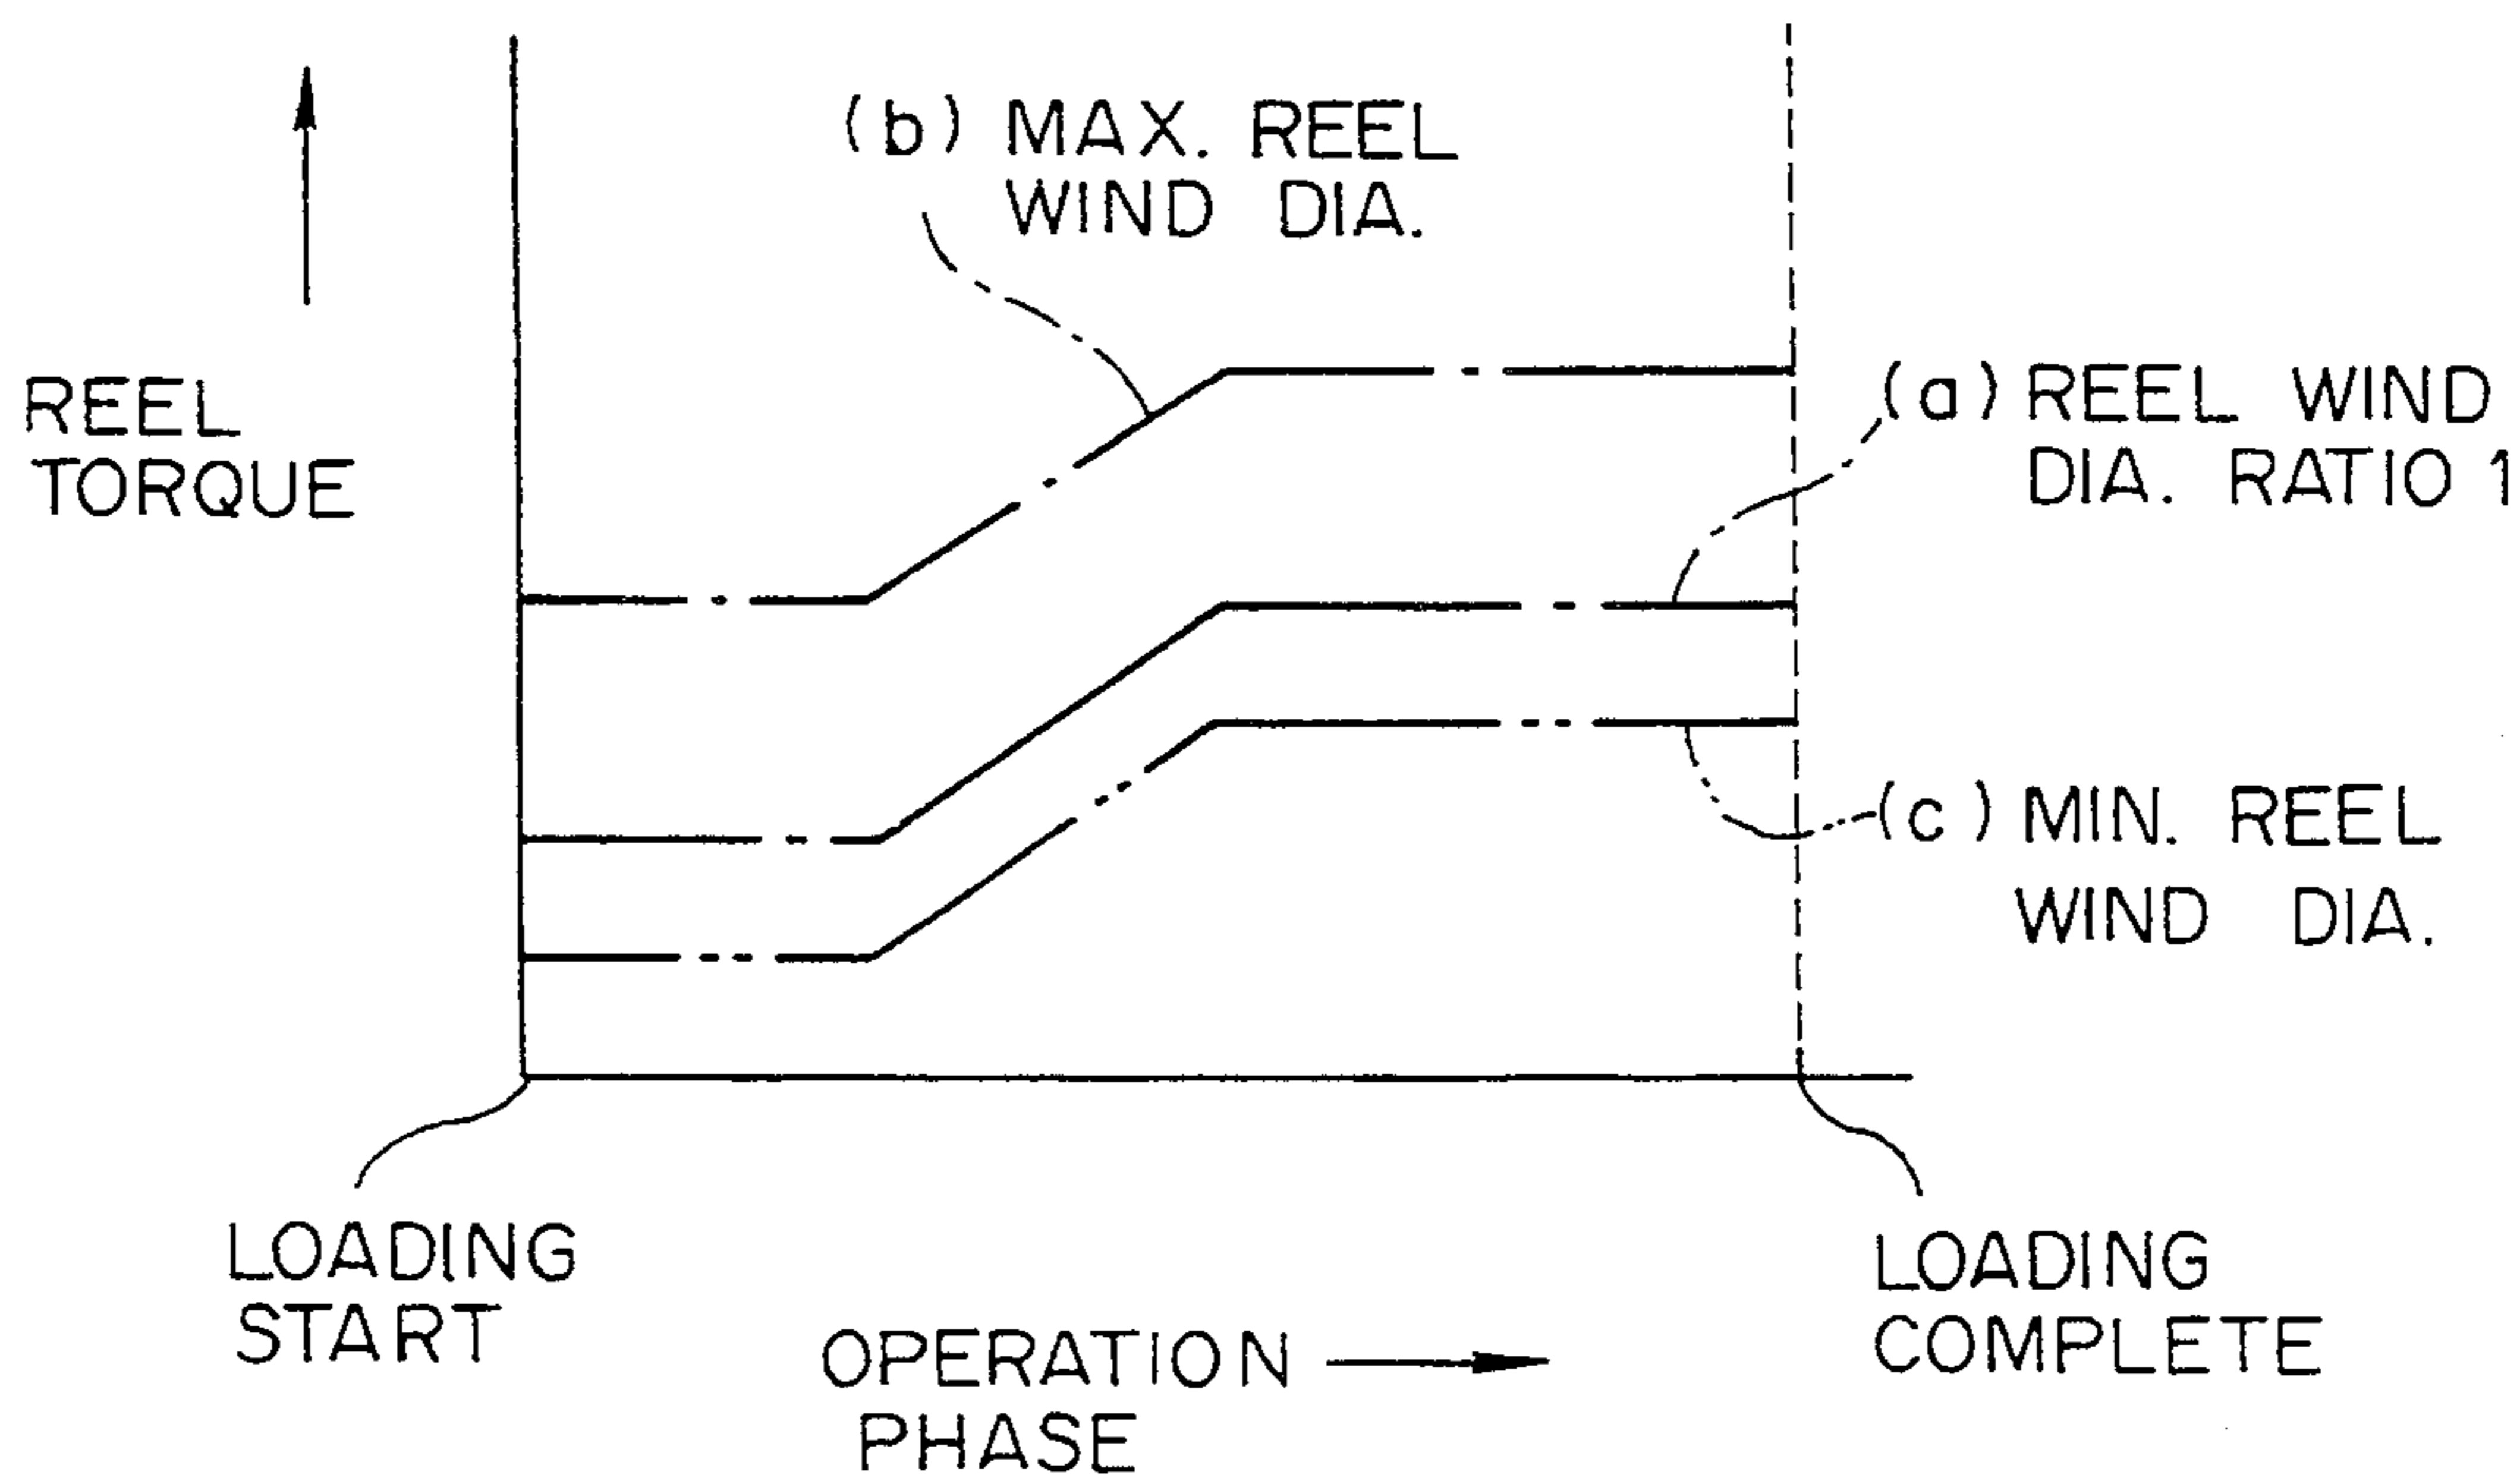 (b) MAX. REEL
WIND DIA.
REEL
TORQUE
(a) REEL WIND
DIA. RATIO 1
(c) MIN. REEL
WIND DIA.
LOADING
START
OPERATION
PHASE
LOADING
COMPLETE